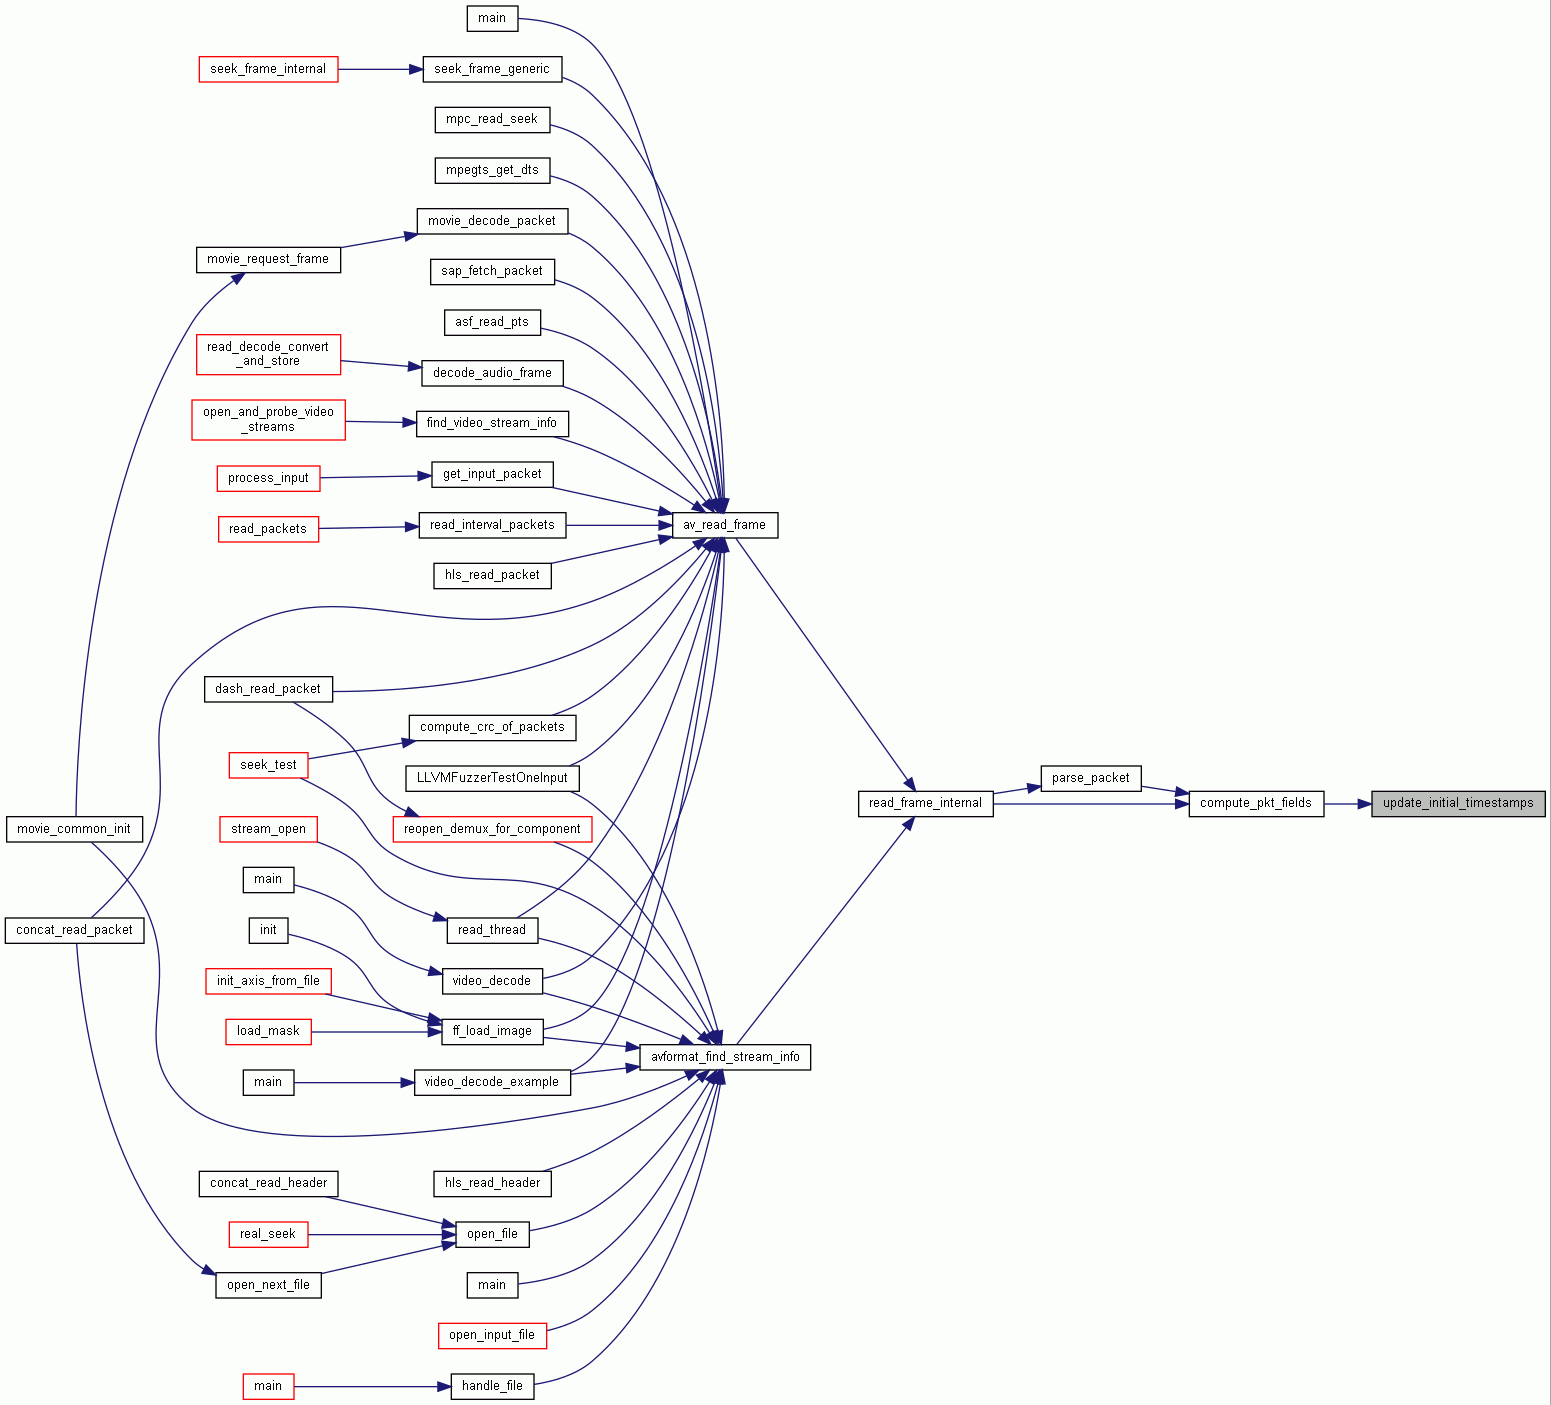 main
seek_frame_internal
seek_frame_generic
mpc_read_seek
mpegts_get_dts
movie_decode_packet
movie_request_frame
sap_fetch_packet
asf_read_pts
read_decode_convert
_and_store
decode_audio_frame
open_and_probe_video
_streams
find_video_stream_info
process_input
get_input_packet
read_packets
read_interval_packets
av_read_frame
hls_read_packet
dash_read_packet
compute_crc_of_packets
seek_test
LLVMFuzzerTestOneInput
parse_packet
read_frame_internal
compute_pkt_fields
update_initial_timestamps
movie_common_init
stream_open
reopen_demux_for_component
main
concat_read_packet
init
read_thread
init_axis_from_file
video_decode
load_mask
ff_load_image
avformat_find_stream_info
main
video_decode_example
concat_read_header
hls_read_header
real_seek
open_file
open_next_file
main
open_input_file
main
handle_file